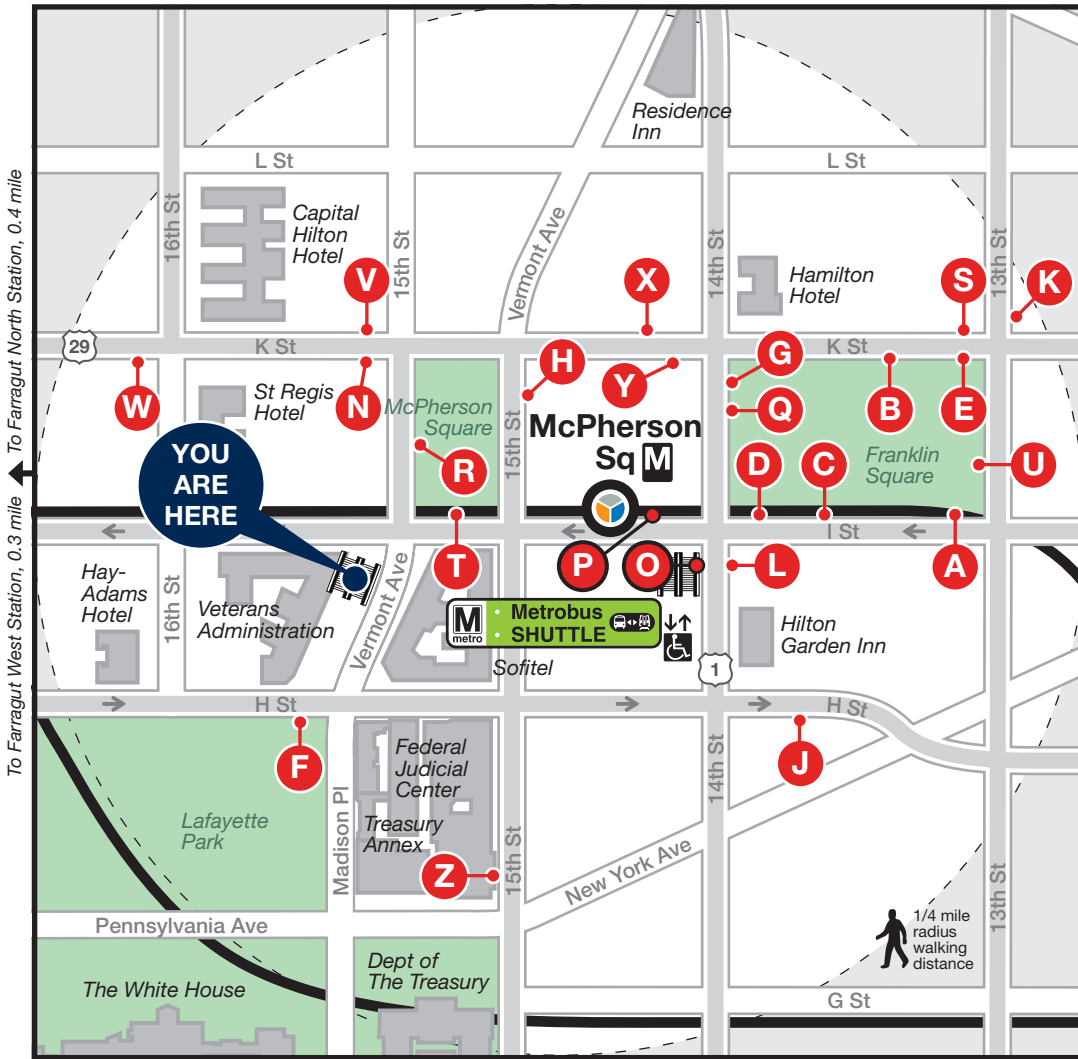 Residence
Inn
L St
L St
To Farragut North Station, 0.4 mile
16th St
Capital
Hilton
Hotel
15th St
Vermont Ave
14th St
Hamilton
Hotel
13th St
V
X
S
K
29
K St
K St
W
St Regis
Hotel
N
McPherson
Square
H
Y
G
Q
B
E
15th St
McPherson
Sq M
R
D
C
Franklin
Square
U
YOU
ARE
HERE
I St
To Farragut West Station, 0.3 mile
T
P
O
L
A
Hay-
Adams
Hotel
16th St
Veterans
Administration
Vermont Ave
M
metro
Metrobus
SHUTTLE
Sofitel
1
Hilton
Garden Inn
H St
H St
F
J
Federal
Judicial
Center
Treasury
Annex
Lafayette
Park
Madison Pl
Z
15th St
14th St
New York Ave
13th St
Pennsylvania Ave
1/4 mile
radius
walking
distance
The White House
Dept of
The Treasury
G St